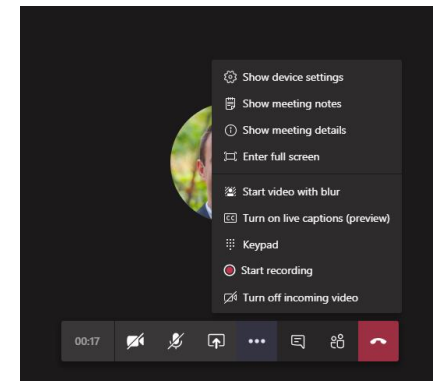 Show device settings
Show meeting notes
Show meeting details
Enter full screen
Start video with blur
CC Turn on live captions (preview)
Keypad
Start recording
Turn off incoming video
00:17